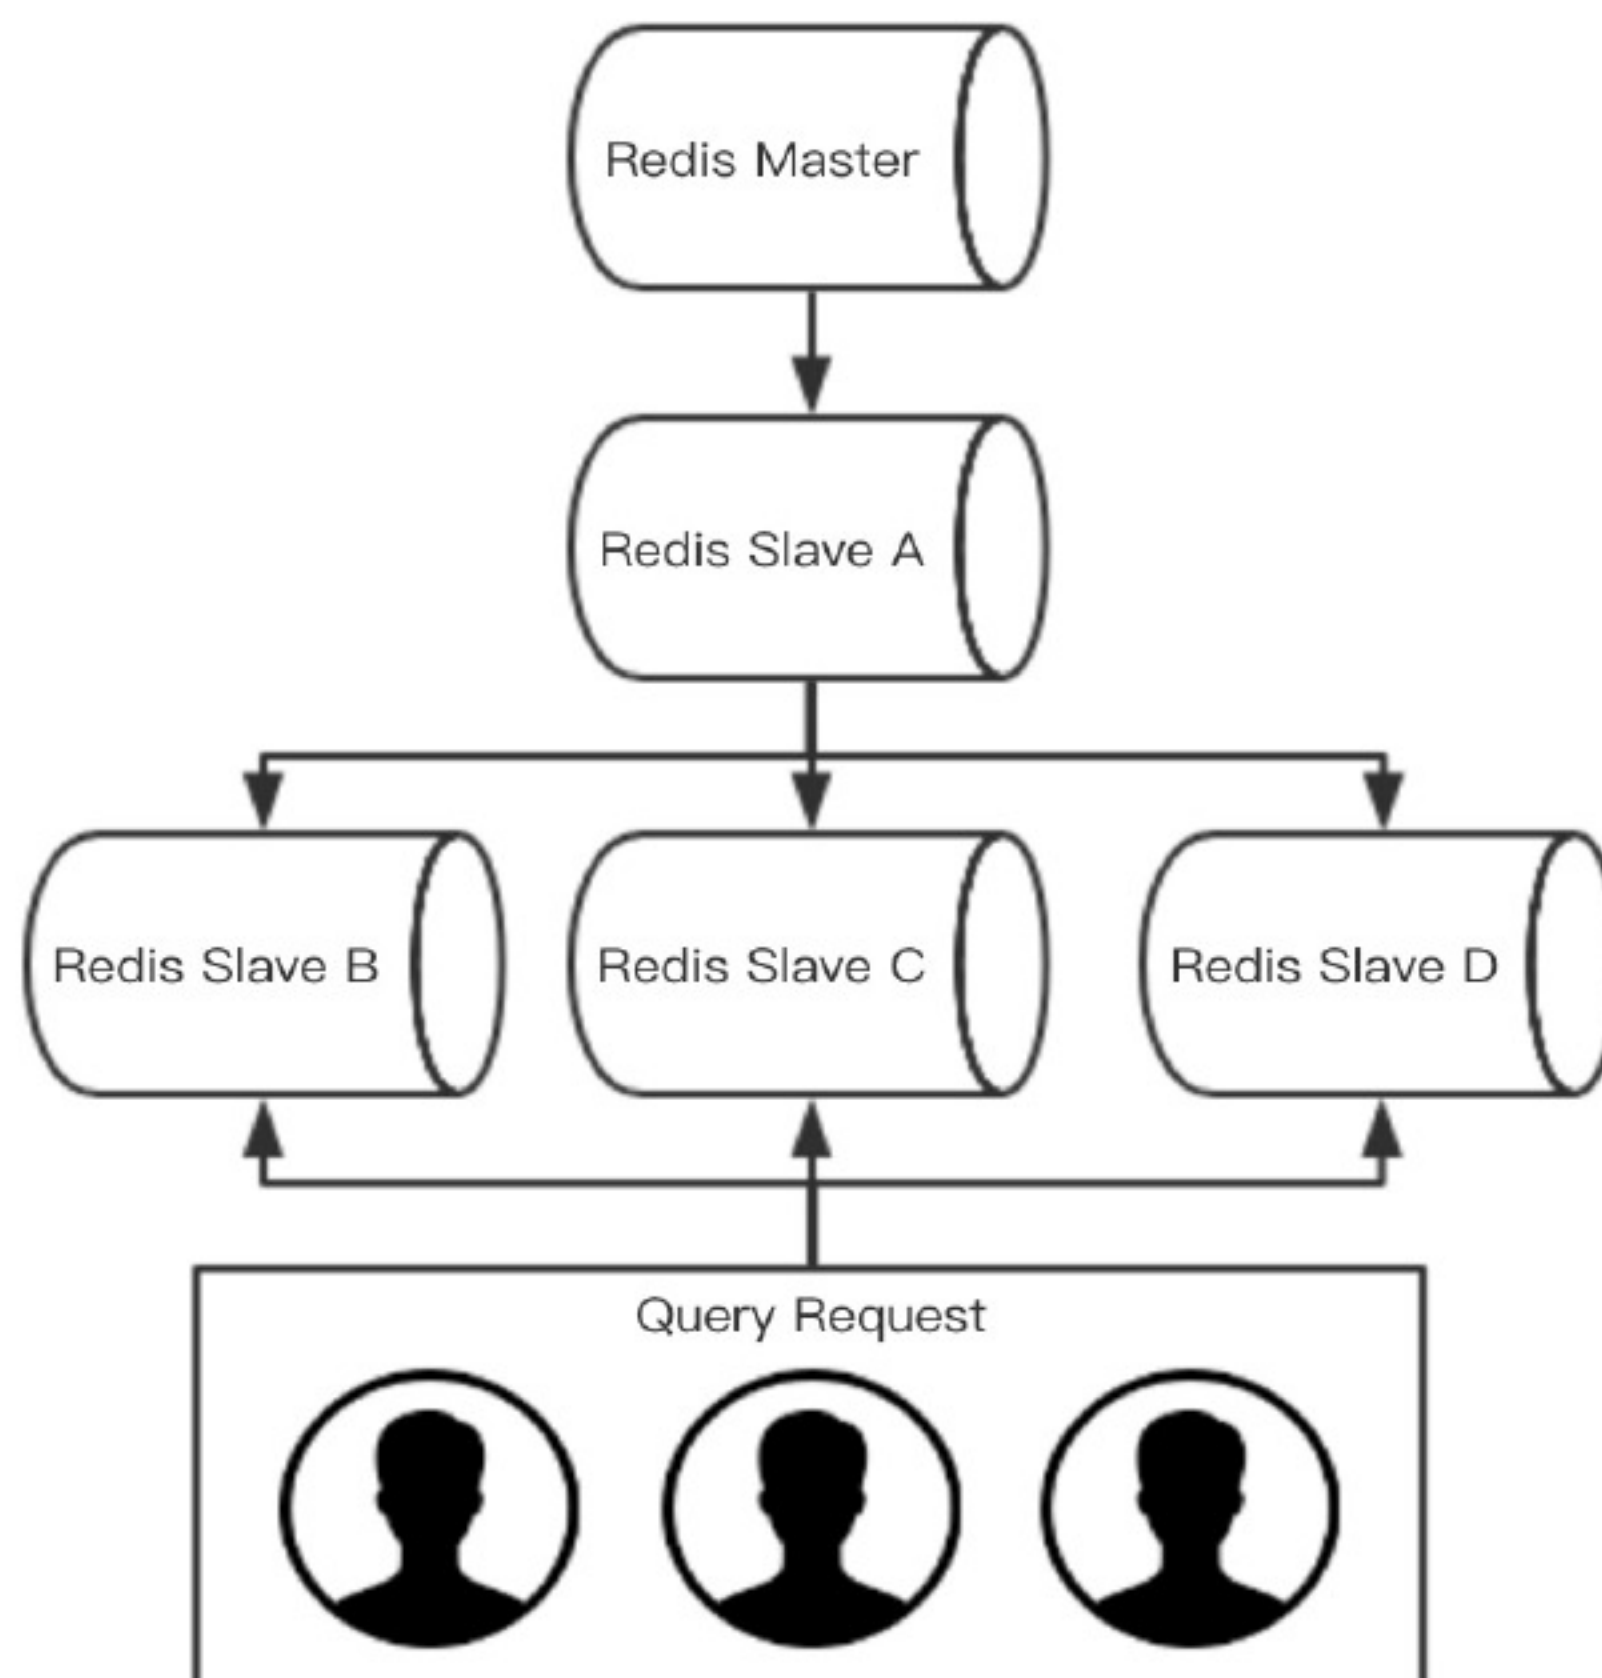 Redis Master
Redis Slave A
Redis Slave B
Redis Slave C
Redis Slave D
Query Request